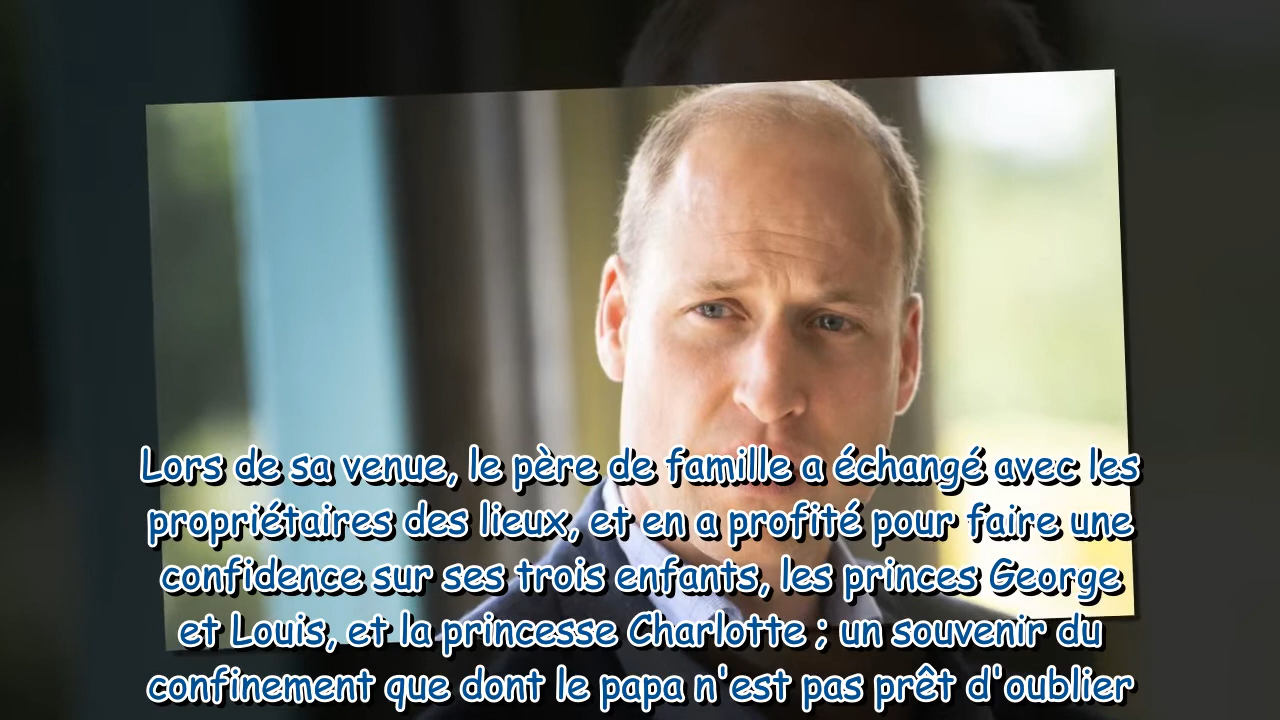 Lors de sa venue, le père de famille a échangé avec les
propriétaires des lieux, et en a profité pour faire une
confidence sur ses trois enfants, les princes George
et Louis, et la princesse Charlotte ; un souvenir du
confinement que dont le papa n'est pas prêt d'oublier